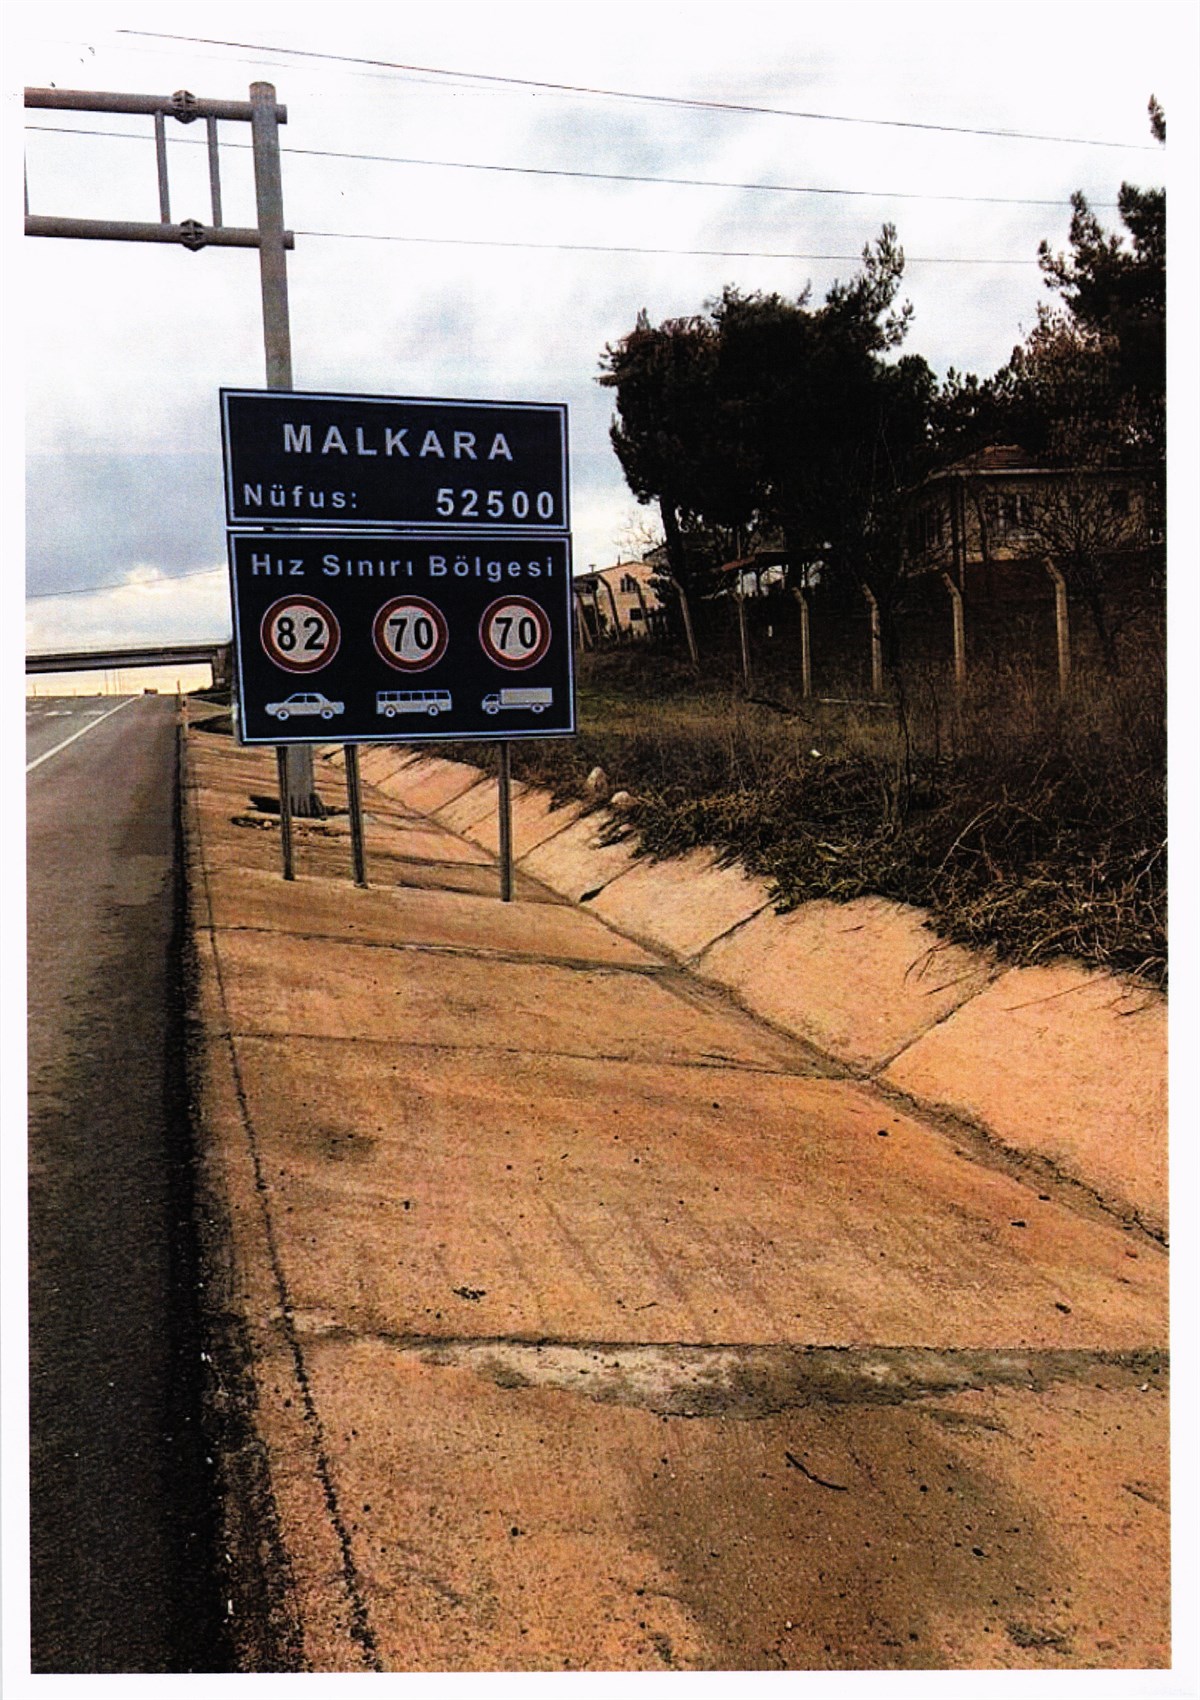 MALKARA
Nüfus: 52500
Hız Sınırı Bölgesi
82 70 70